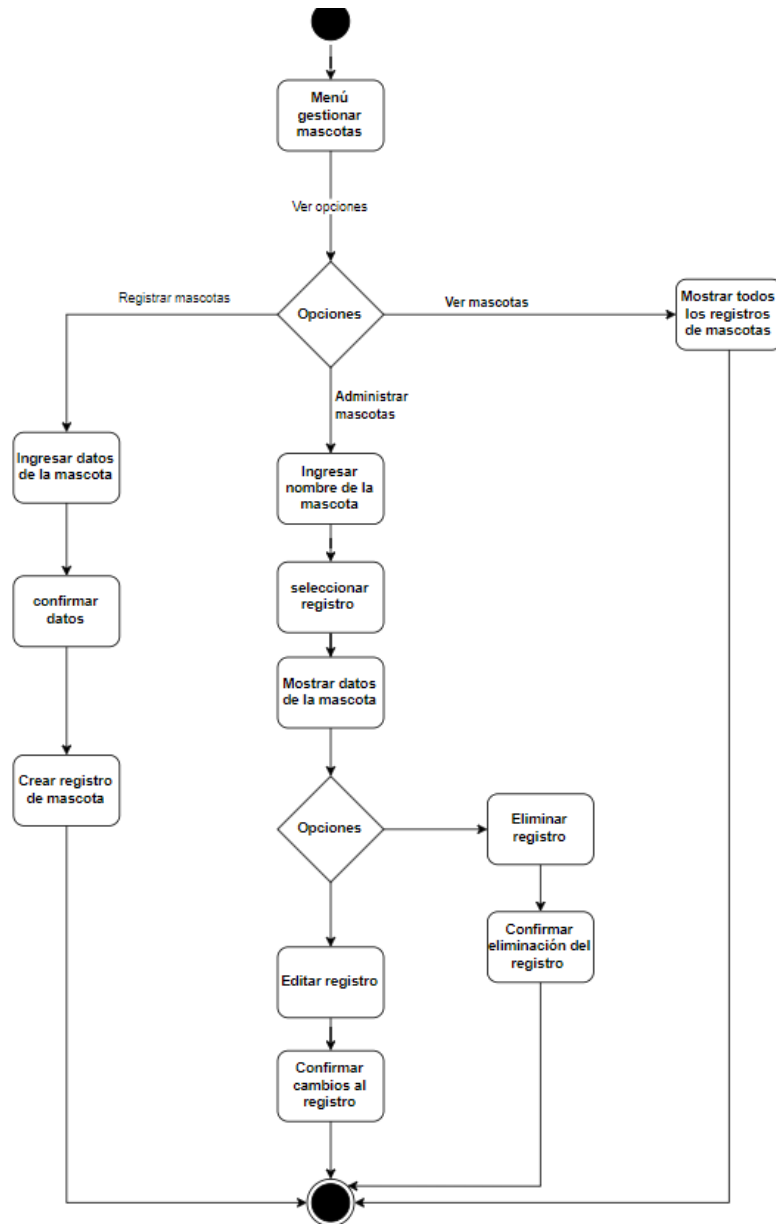 Menú
gestionar
mascotas
Ver opciones
Registrar mascotas
Opciones
Ver mascotas
Mostrar todos
los registros
de mascotas
Administrar
mascotas
Ingresar datos
de la mascota
Ingresar
nombre de la
mascota
confirmar
datos
seleccionar
registro
Mostrar datos
de la mascota
Crear registro
de mascota
Opciones
Eliminar
registro
Confirmar
eliminación del
registro
Editar registro
Confirmar
cambios al
registro